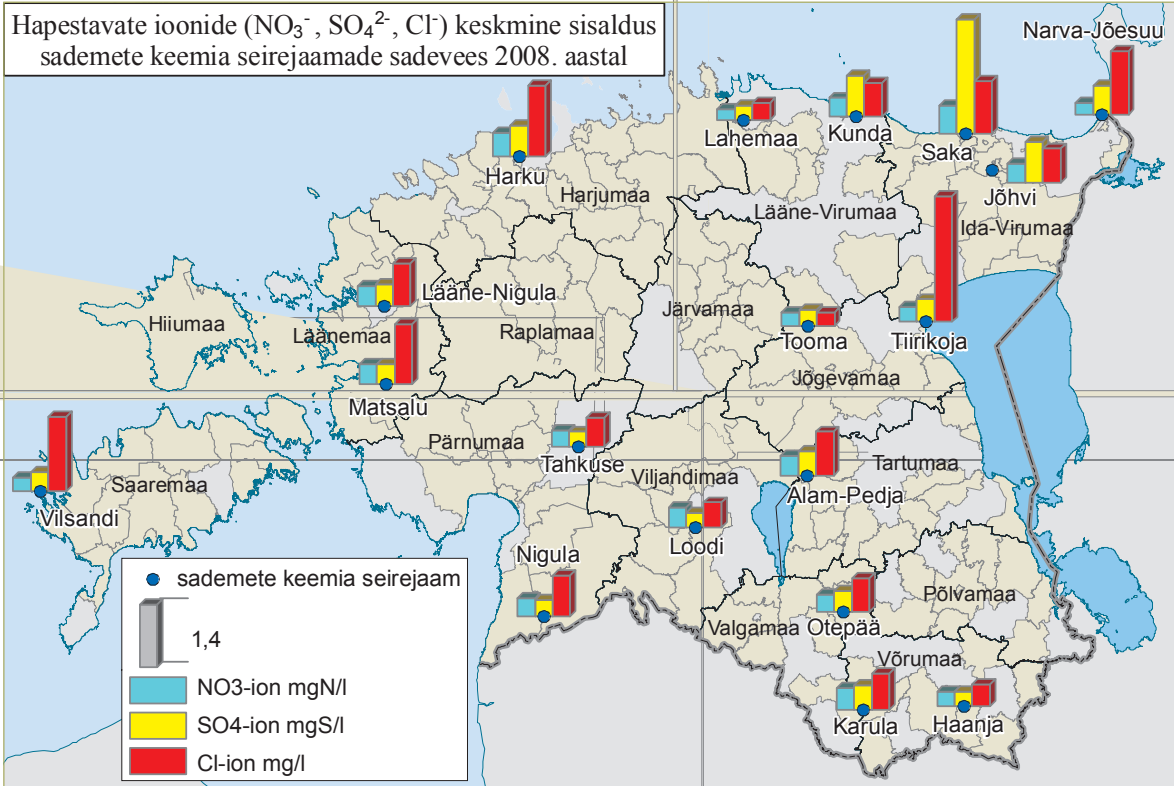 Hapestavate ioonide (NO₃⁻, SO₄²⁻, Cl⁻) keskmine sisaldus
sademete keemia seirejaamade sadevees 2008. aastal
Narva-Jõesuu
Lahemaa
Kunda
Saka
Harku
Jõhvi
Harjumaa
Lääne-Virumaa
Ida-Virumaa
Lääne-Nigula
Hiiumaa
Läänemaa
Raplamaa
Järvamaa
Tooma
Tiirikoja
Jõgevamaa
Matsalu
Pärnumaa
Tahkuse
Viljandimaa
Tartumaa
Saaremaa
Alam-Pedja
Vilsandi
Loodi
Nigula
Põlvamaa
Valgamaa
Otepää
Võrumaa
Karula
Haanja
sademete keemia seirejaam
1,4
NO3-ion mgN/l
SO4-ion mgS/l
Cl-ion mg/l